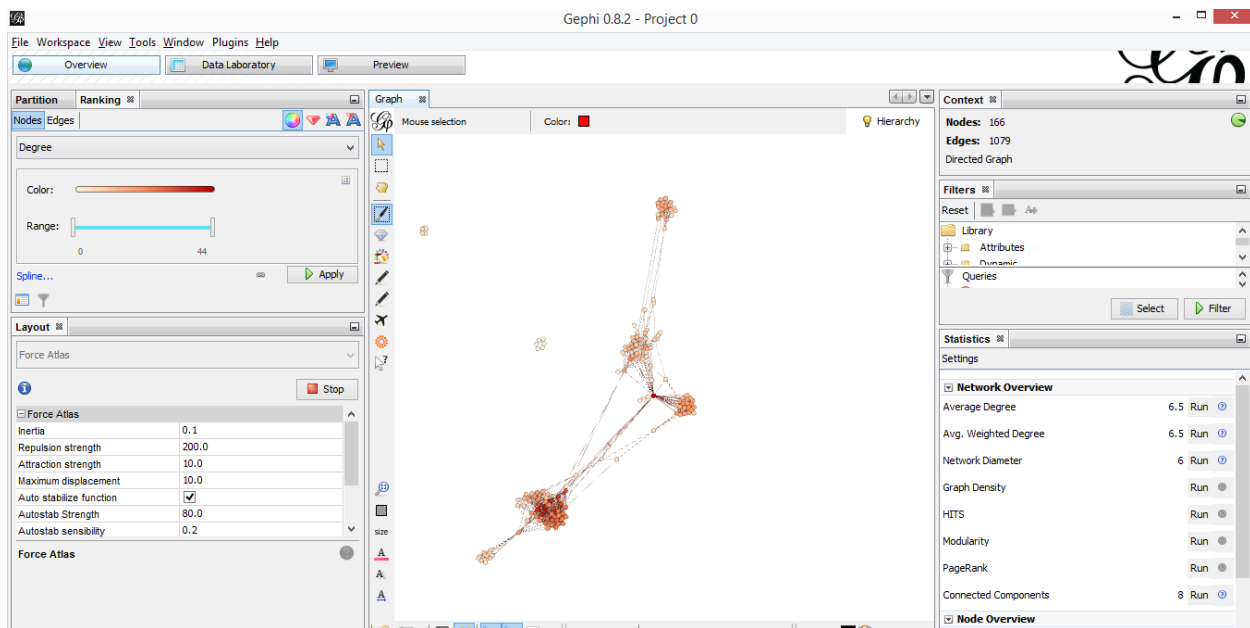 Gephi 0.8.2 - Project 0
File Workspace View Tools Window Plugins Help
Overview Data Laboratory Preview
Partition Ranking
Nodes Edges
Degree
Color:
Range:
0 44
Spline...
Apply
Layout
Force Atlas
Stop
Force Atlas
Inertia 0.1
Repulsion strength 200.0
Attraction strength 10.0
Maximum displacement 10.0
Auto stabilize function
Autostab Strength 80.0
Autostab sensibility 0.2
Force Atlas
Graph
Mouse selection Color: Hierarchy
size
A
A
A
Context
Nodes: 166
Edges: 1079
Directed Graph
Filters
Reset
Library
Attributes
Dynamic
Queries
Select Filter
Statistics
Settings
Network Overview
Average Degree 6.5 Run
Avg. Weighted Degree 6.5 Run
Network Diameter 6 Run
Graph Density Run
HITS Run
Modularity Run
PageRank Run
Connected Components 8 Run
Node Overview